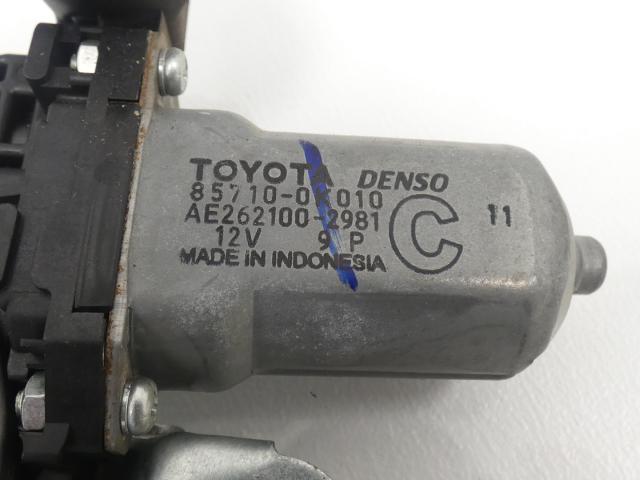 TOYOTA DENSO
AE262100-2981
12V 9 P
MADE IN INDONESIA
C
11